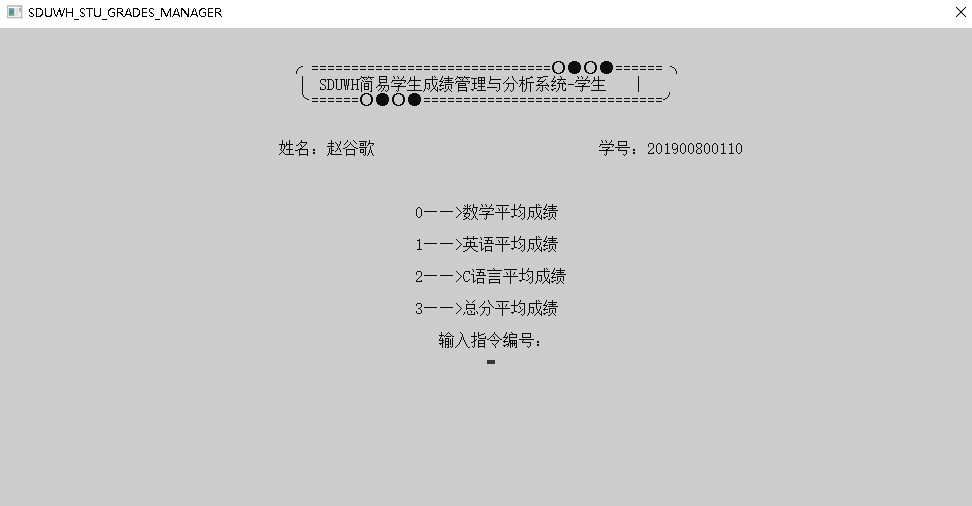 SDUWH_STU_GRADES_MANAGER
╭ ======================○●○●====== ╮
│ SDUWH简易学生成绩管理与分析系统-学生 │
╰======○●○●==============================╯
姓名：赵谷歌 学号：201900800110
0——>数学平均成绩
1——>英语平均成绩
2——>C语言平均成绩
3——>总分平均成绩
输入指令编号：